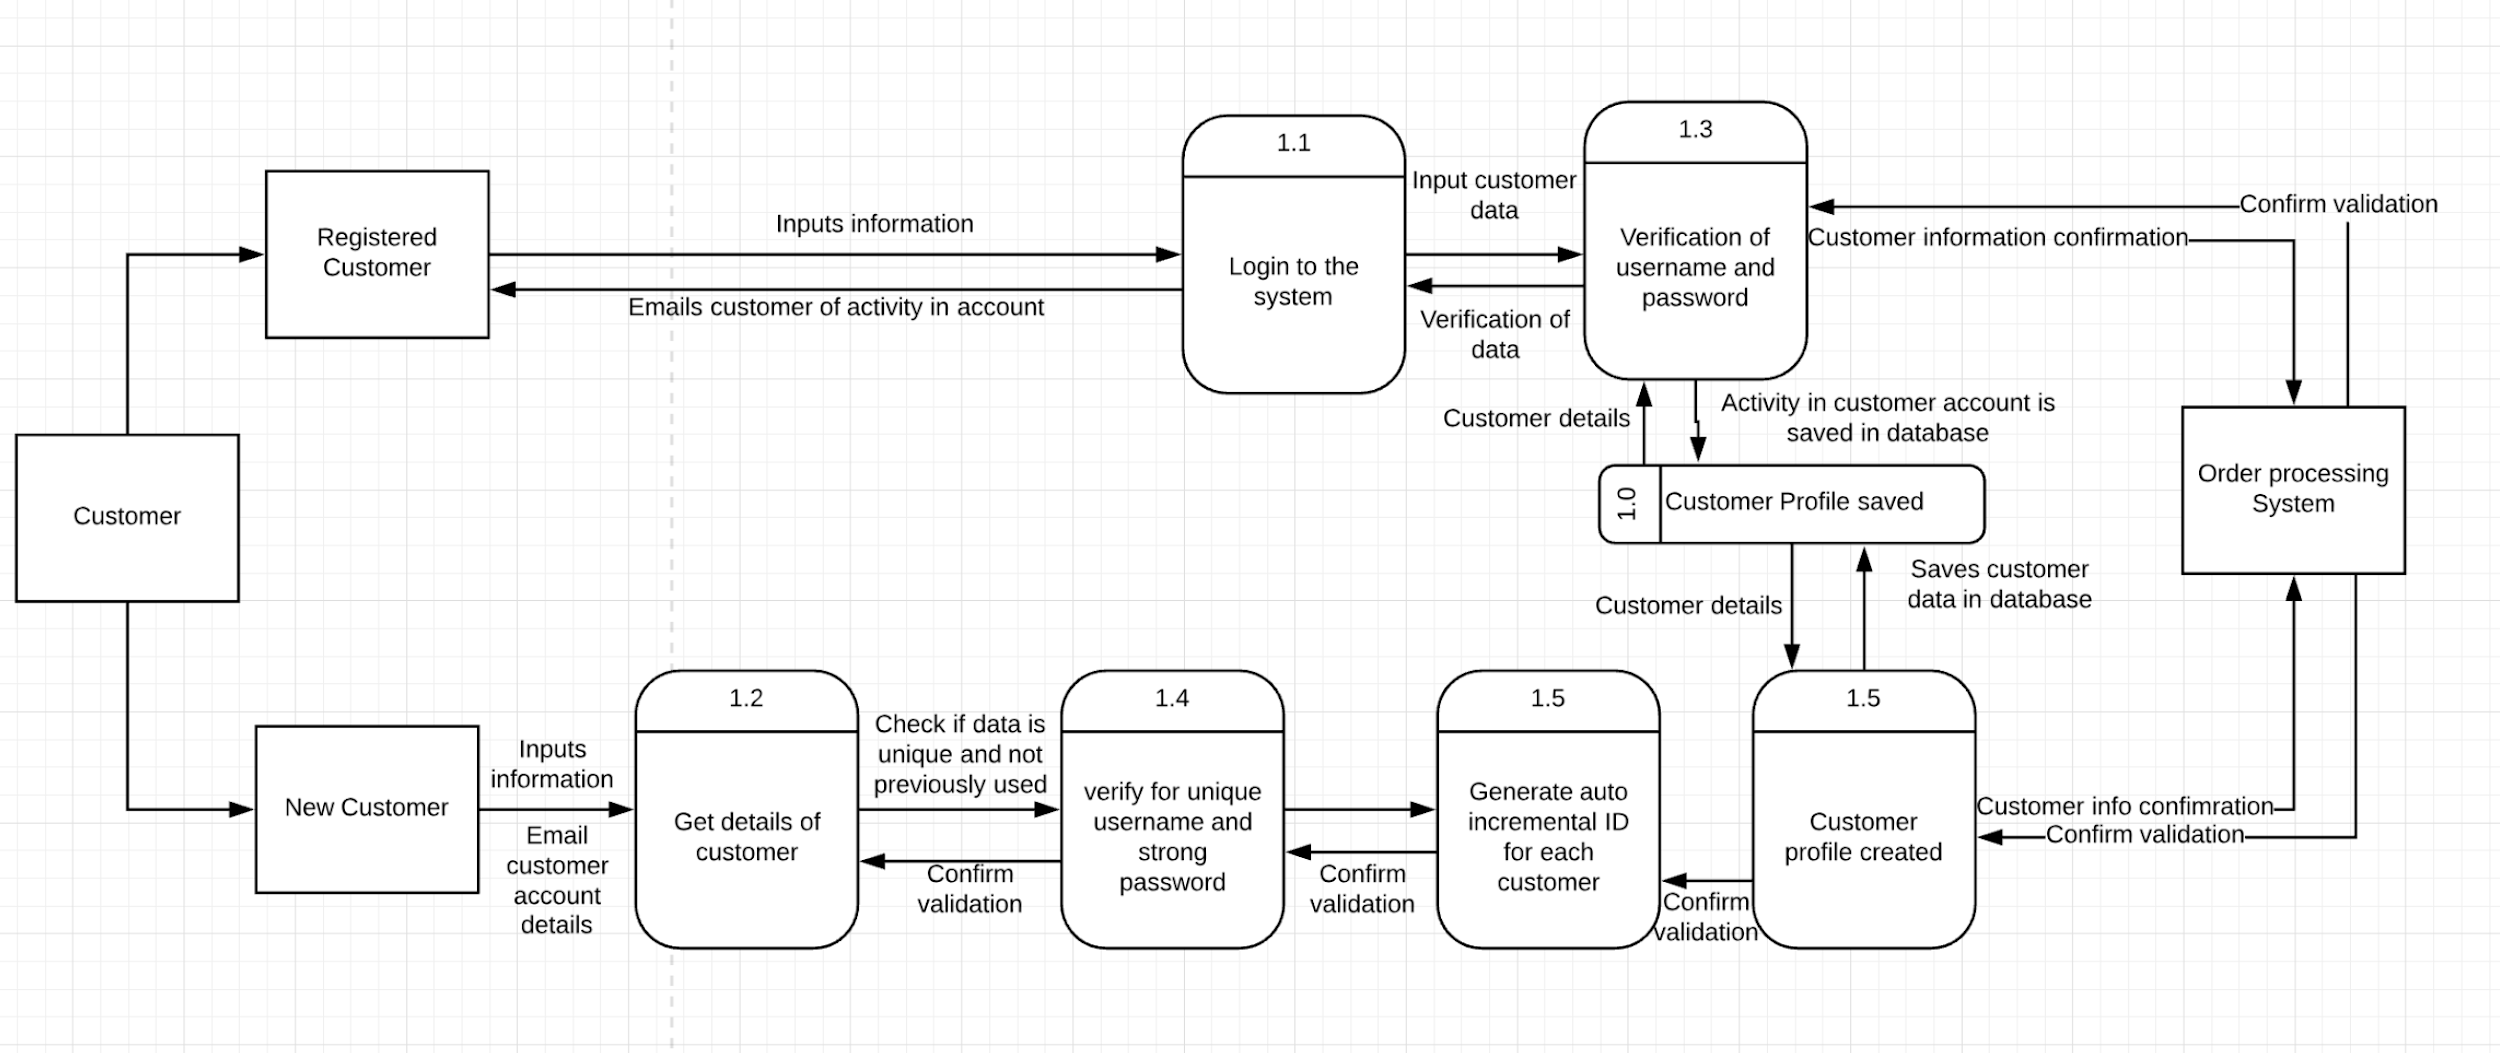 1.1
1.3
Registered
Customer
Inputs information
Emails customer of activity in account
Login to the
system
Input customer
data
Verification of
data
Verification of
username and
password
Confirm validation
Customer information confirmation
Customer details
Activity in customer account is
saved in database
Customer
1.0
Customer Profile saved
Order processing
System
Customer details
Saves customer
data in database
New Customer
Inputs
information
Email
customer
account
details
1.2
Get details of
customer
Check if data is
unique and not
previously used
Confirm
validation
1.4
verify for unique
username and
strong
password
Confirm
validation
1.5
Generate auto
incremental ID
for each
customer
Confirm
validation
1.5
Customer
profile created
Customer info confimration
Confirm validation